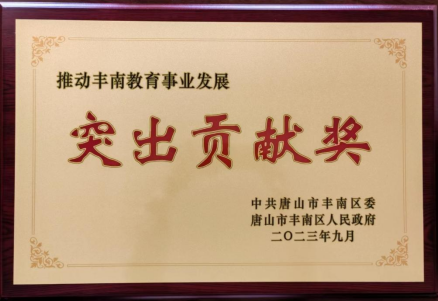 推动丰南教育事业发展
突出贡献奖
中共唐山市丰南区委
唐山市丰南区人民政府
二〇二三年九月